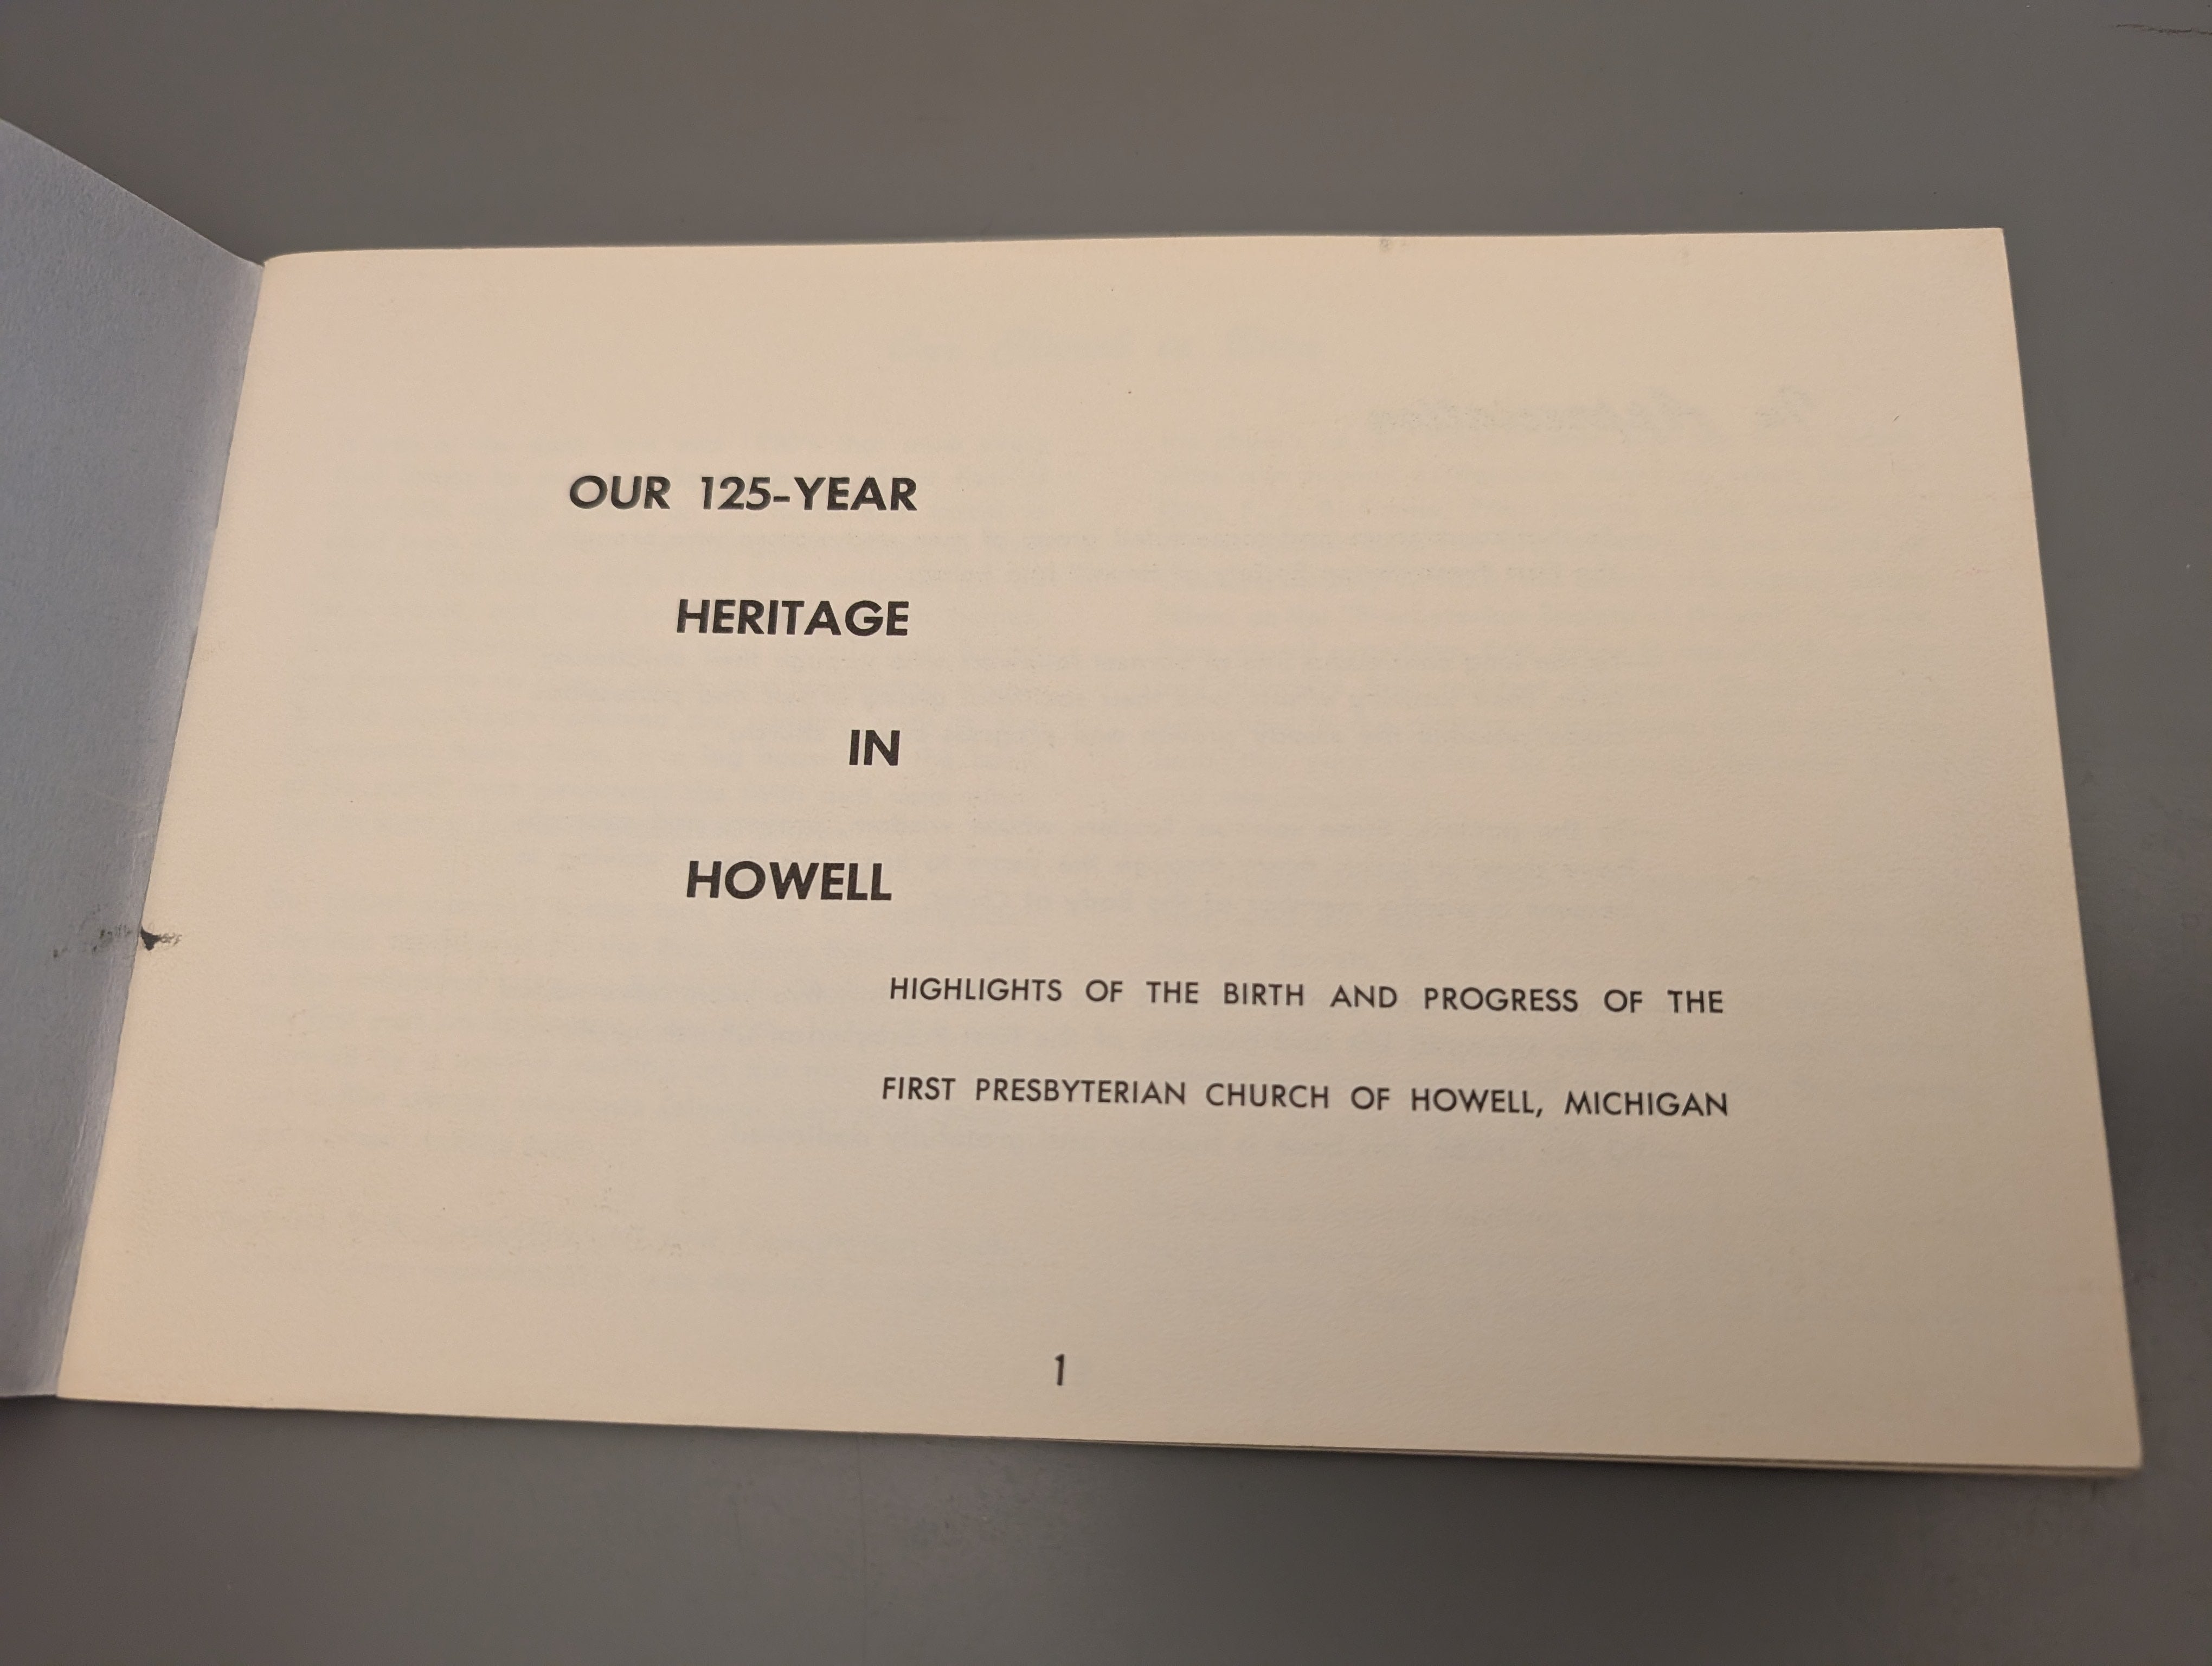 OUR 125-YEAR
HERITAGE
IN
HOWELL
HIGHLIGHTS OF THE BIRTH AND PROGRESS OF THE
FIRST PRESBYTERIAN CHURCH OF HOWELL, MICHIGAN
1